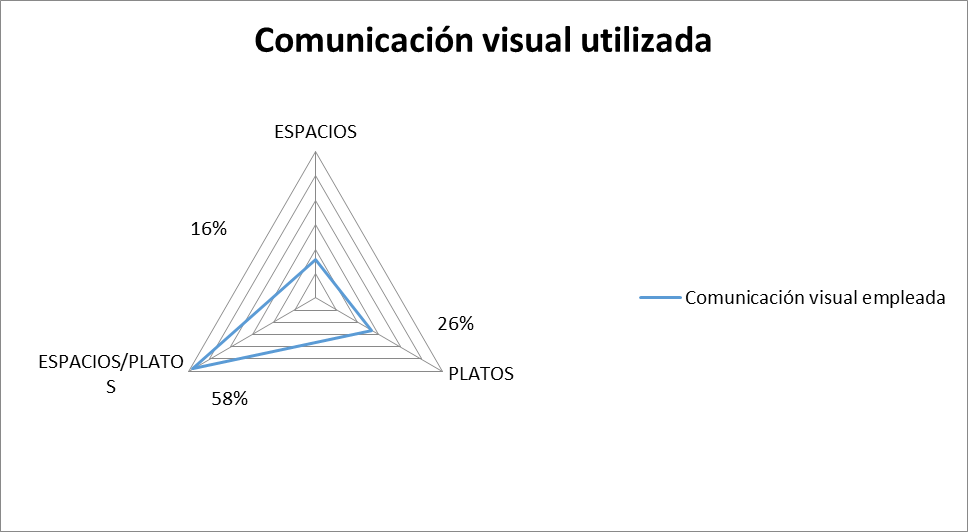 Comunicación visual utilizada
ESPACIOS
16%
Comunicación visual empleada
26%
ESPACIOS/PLATO
S
PLATOS
58%